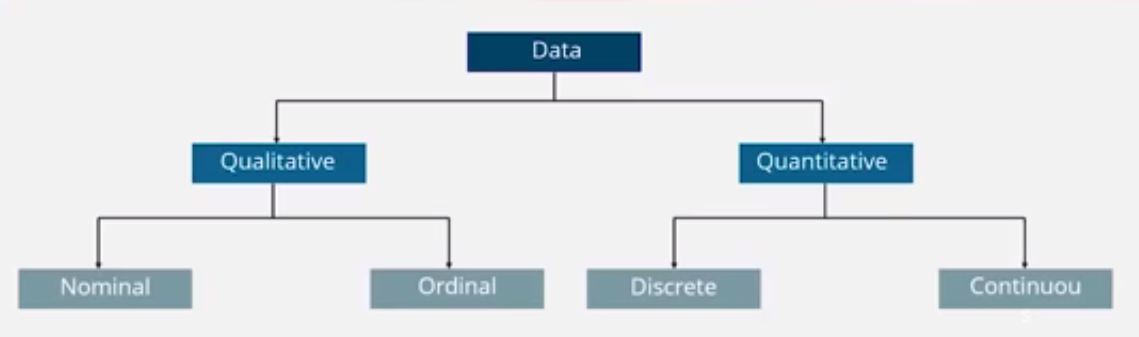 Data
Qualitative
Quantitative
Nominal
Ordinal
Discrete
Continuou
s